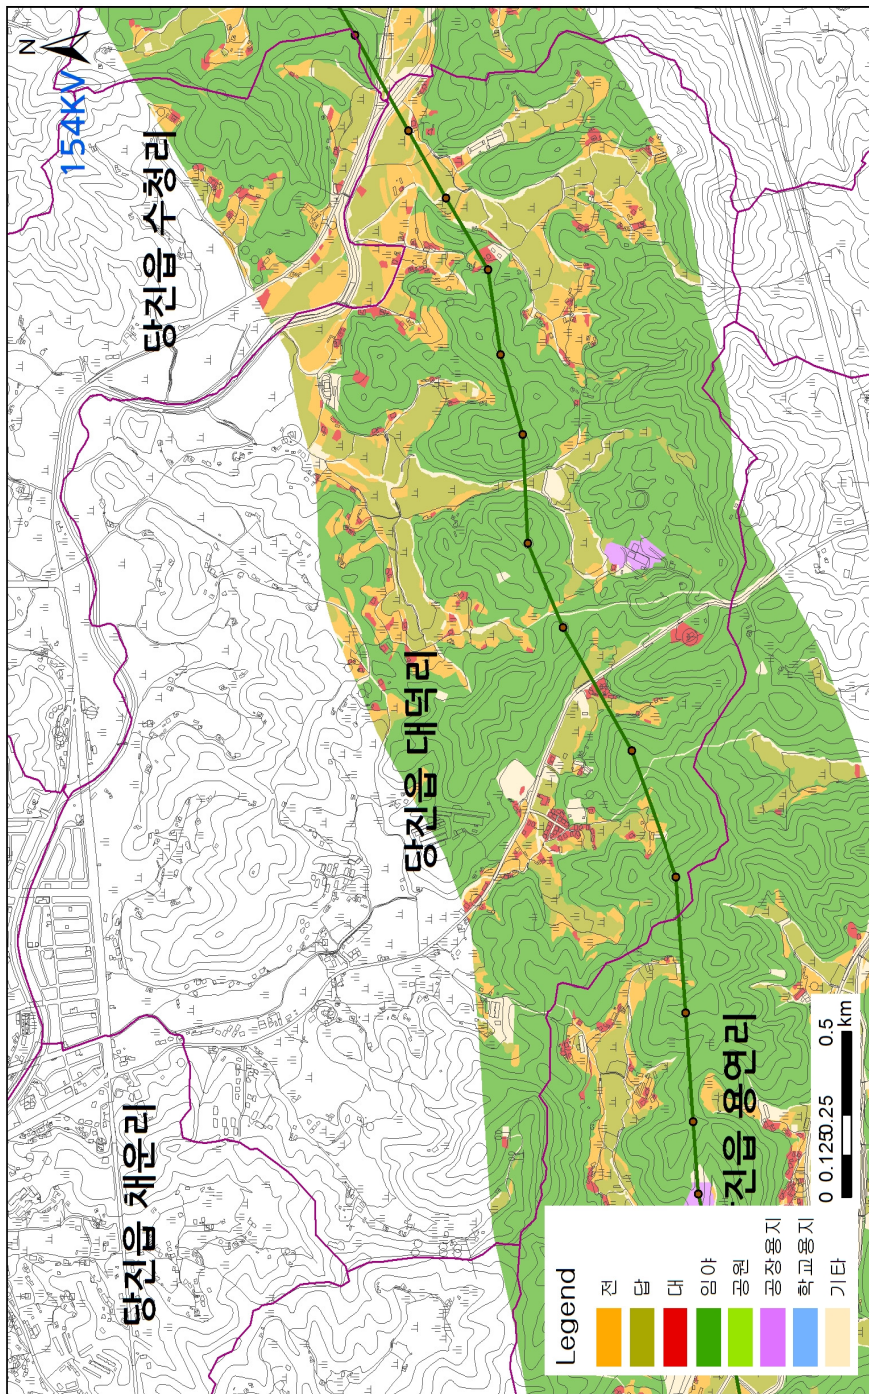 N
154KV
당진읍 수청리
당진읍 대덕리
당진읍 채운리
진읍 용연리
0 0.125 0.25 0.5
km
Legend
전
답
대
임야
공원
공장용지
학교용지
기타